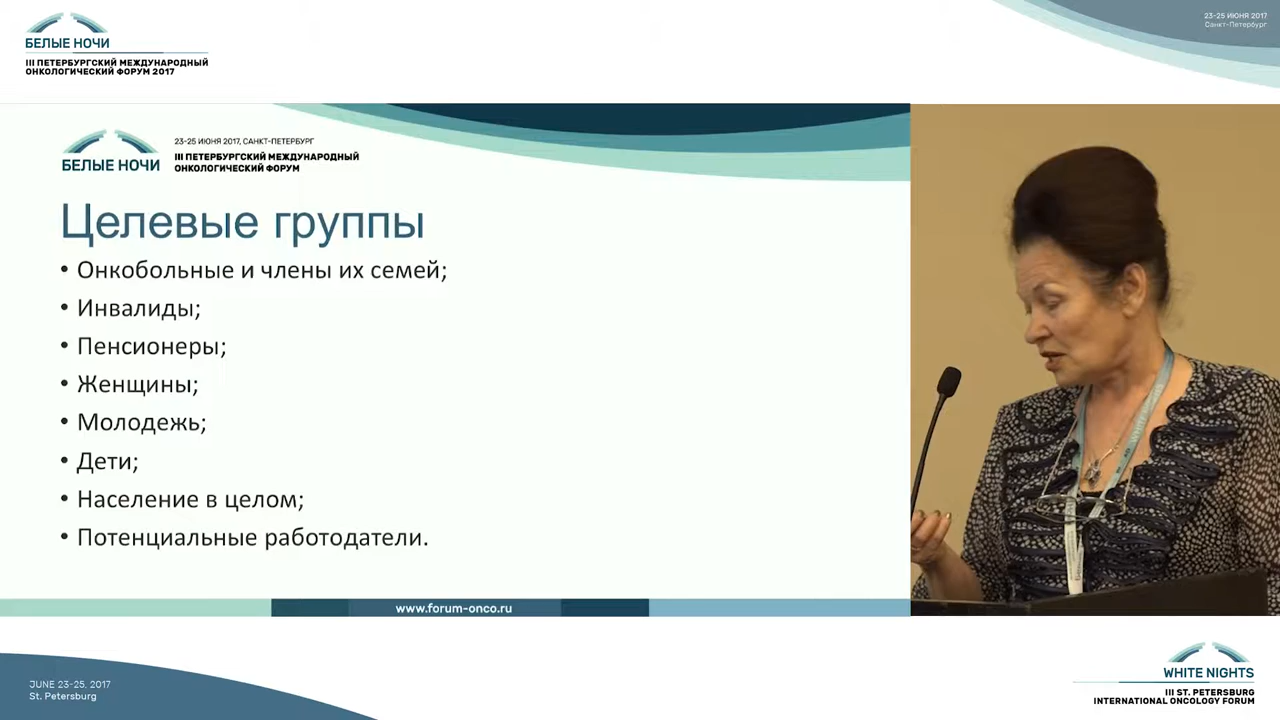 БЕЛЫЕ НОЧИ
III ПЕТЕРБУРГСКИЙ МЕЖДУНАРОДНЫЙ
ОНКОЛОГИЧЕСКИЙ ФОРУМ 2017
23-25 ИЮНЯ 2017
Санкт-Петербург
БЕЛЫЕ НОЧИ
23-25 ИЮНЯ 2017, САНКТ-ПЕТЕРБУРГ
III ПЕТЕРБУРГСКИЙ МЕЖДУНАРОДНЫЙ
ОНКОЛОГИЧЕСКИЙ ФОРУМ
Целевые группы
• Онкобольные и члены их семей;
• Инвалиды;
• Пенсионеры;
• Женщины;
• Молодежь;
• Дети;
• Население в целом;
• Потенциальные работодатели.
www.forum-onco.ru
JUNE 23-25, 2017
St. Petersburg
WHITE NIGHTS
III ST. PETERSBURG
INTERNATIONAL ONCOLOGY FORUM